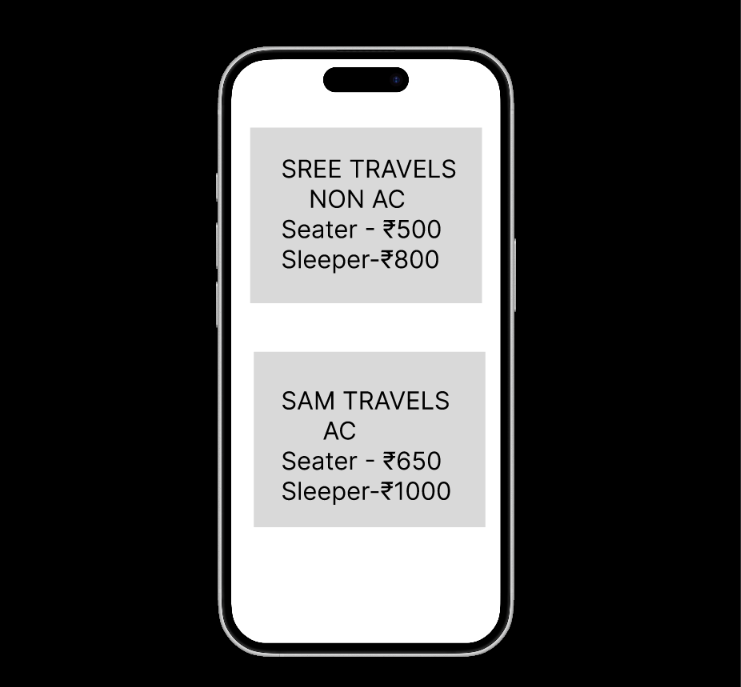 SREE TRAVELS
NON AC
Seater - ₹500
Sleeper-₹800
SAM TRAVELS
AC
Seater - ₹650
Sleeper-₹1000